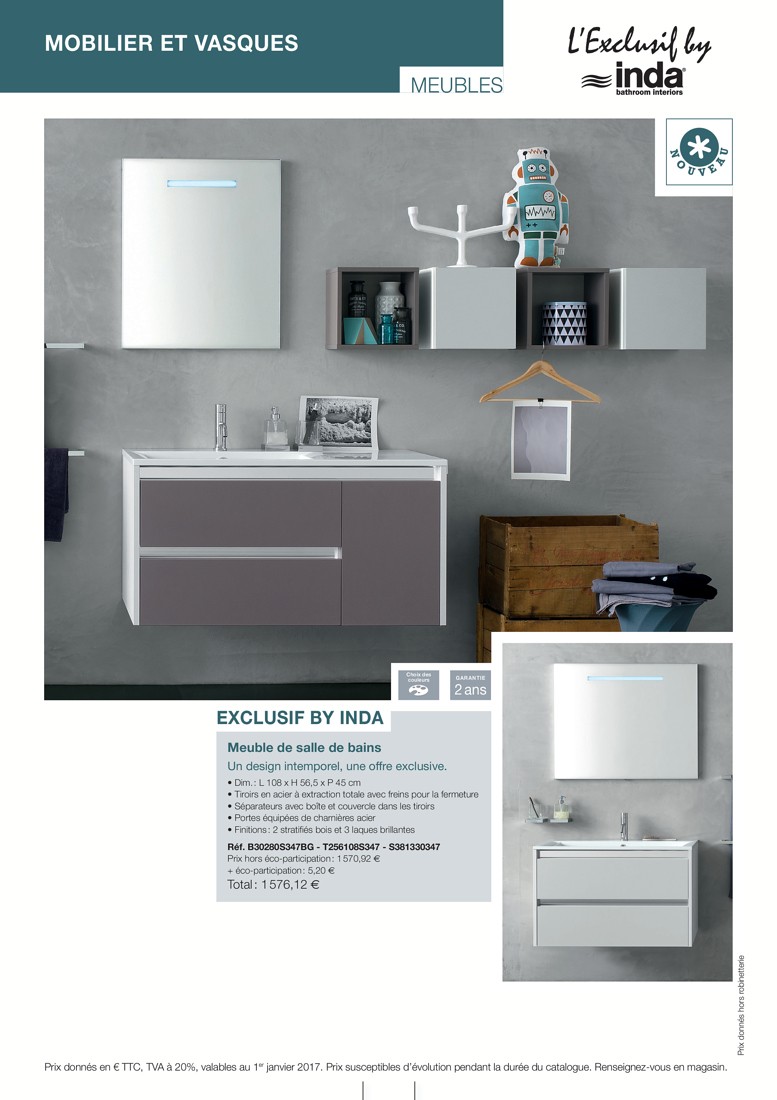 MOBILIER ET VASQUES
MEUBLES
L'Exclusif by
inda
bathroom interiors
NOUVEAU
Choix des
couleurs
GARANTIE
2 ans
EXCLUSIF BY INDA
Meuble de salle de bains
Un design intemporel, une offre exclusive.
• Dim. : L 108 x H 56,5 x P 45 cm
• Tiroirs en acier à extraction totale avec freins pour la fermeture
• Séparateurs avec boîte et couvercle dans les tiroirs
• Portes équipées de charnières acier
• Finitions : 2 stratifiés bois et 3 laques brillantes
Réf. B30280S347BG - T256108S347 - S381330347
Prix hors éco-participation : 1 570,92 €
+ éco-participation : 5,20 €
Total : 1 576,12 €
Prix donnés hors robinetterie
Prix donnés en € TTC, TVA à 20%, valables au 1er janvier 2017. Prix susceptibles d'évolution pendant la durée du catalogue. Renseignez-vous en magasin.